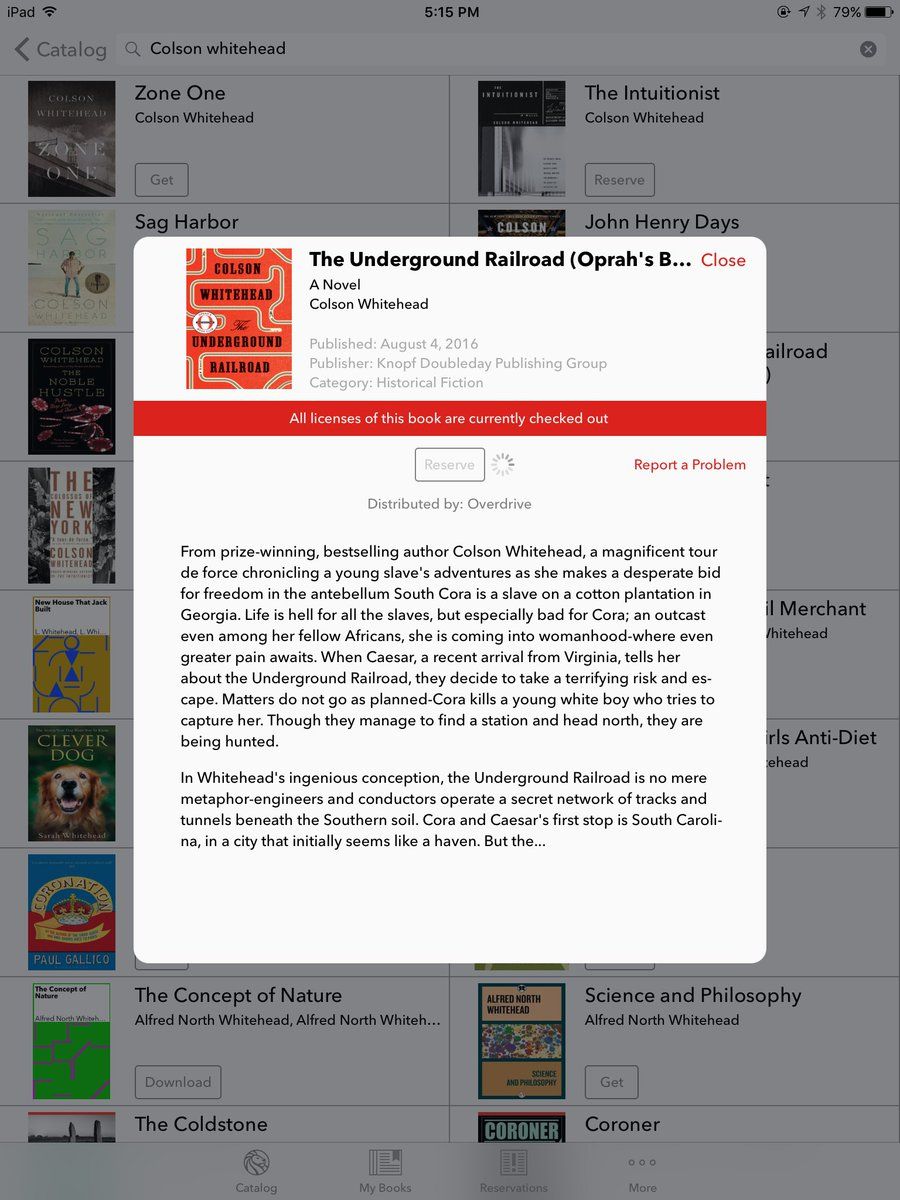 iPad
5:15 PM
79%
Catalog
Colson whitehead
COLSON
WHITEHEAD
ZONE
ONE
Zone One
Colson Whitehead
Get
THE
INTUITIONIST
COLSON WHITEHEAD
The Intuitionist
Colson Whitehead
Reserve
SAG
HARBOR
COLSON
WHITEHEAD
Sag Harbor
COLSON
John Henry Days
COLSON
WHITEHEAD
THE
NOBLE
HUSTLE
ailroad
)
THE
COLOSSUS OF
NEW
YORK
COLSON
WHITEHEAD
New House That Jack
Built
L. Whitehead, L. Whi...
il Merchant
Whitehead
CLEVER
DOG
Sarah Whitehead
irls Anti-Diet
tehead
CORONATION
PAUL GALLICO
COLSON
WHITEHEAD
The
UNDERGROUND
RAILROAD
The Underground Railroad (Oprah's B...
Close
A Novel
Colson Whitehead
Published: August 4, 2016
Publisher: Knopf Doubleday Publishing Group
Category: Historical Fiction
All licenses of this book are currently checked out
Reserve
Report a Problem
Distributed by: Overdrive
From prize-winning, bestselling author Colson Whitehead, a magnificent tour
de force chronicling a young slave's adventures as she makes a desperate bid
for freedom in the antebellum South Cora is a slave on a cotton plantation in
Georgia. Life is hell for all the slaves, but especially bad for Cora; an outcast
even among her fellow Africans, she is coming into womanhood-where even
greater pain awaits. When Caesar, a recent arrival from Virginia, tells her
about the Underground Railroad, they decide to take a terrifying risk and es-
cape. Matters do not go as planned-Cora kills a young white boy who tries to
capture her. Though they manage to find a station and head north, they are
being hunted.
In Whitehead's ingenious conception, the Underground Railroad is no mere
metaphor-engineers and conductors operate a secret network of tracks and
tunnels beneath the Southern soil. Cora and Caesar's first stop is South Caroli-
na, in a city that initially seems like a haven. But the...
The Concept of
Nature
Alfred North Whiteh...
The Concept of Nature
Alfred North Whitehead, Alfred North Whiteh...
Download
ALFRED NORTH
WHITEHEAD
SCIENCE
AND PHILOSOPHY
Science and Philosophy
Alfred North Whitehead
Get
The Coldstone
CORONER
Coroner
Catalog
My Books
Reservations
More